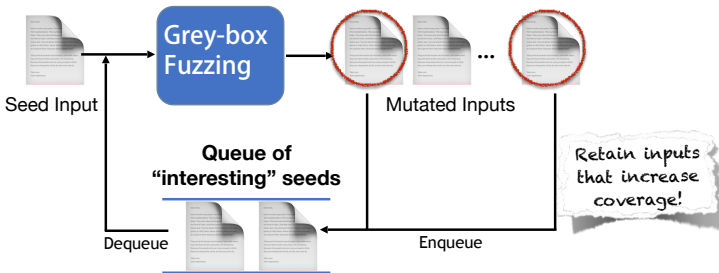 Grey-box
Fuzzing
...
Seed Input
Mutated Inputs
Queue of
“interesting” seeds
Retain inputs
that increase
coverage!
Dequeue
Enqueue